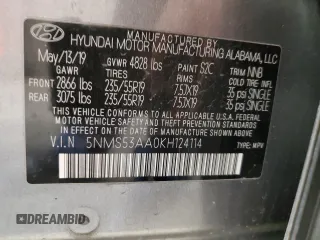 MANUFACTURED BY
HYUNDAI MOTOR MANUFACTURING ALABAMA, LLC
May/13/19 GVWR 4828 lbs PAINT S2C TRIM NNB
GAWR TIRES RIMS COLD TIRE INFL
2866 lbs 235/55R19 7.5JX19 35 psi SINGLE
FRONT
3075 lbs 235/55R19 7.5JX19 35 psi SINGLE
REAR
THIS VEHICLE CONFORMS TO ALL APPLICABLE
FEDERAL MOTOR VEHICLE SAFETY AND THEFT
PREVENTION STANDARDS IN EFFECT ON THE DATE
OF MANUFACTURE SHOWN ABOVE.
V.I.N 5NMS53AA0KH124114 TYPE: MPV
DREAMBID